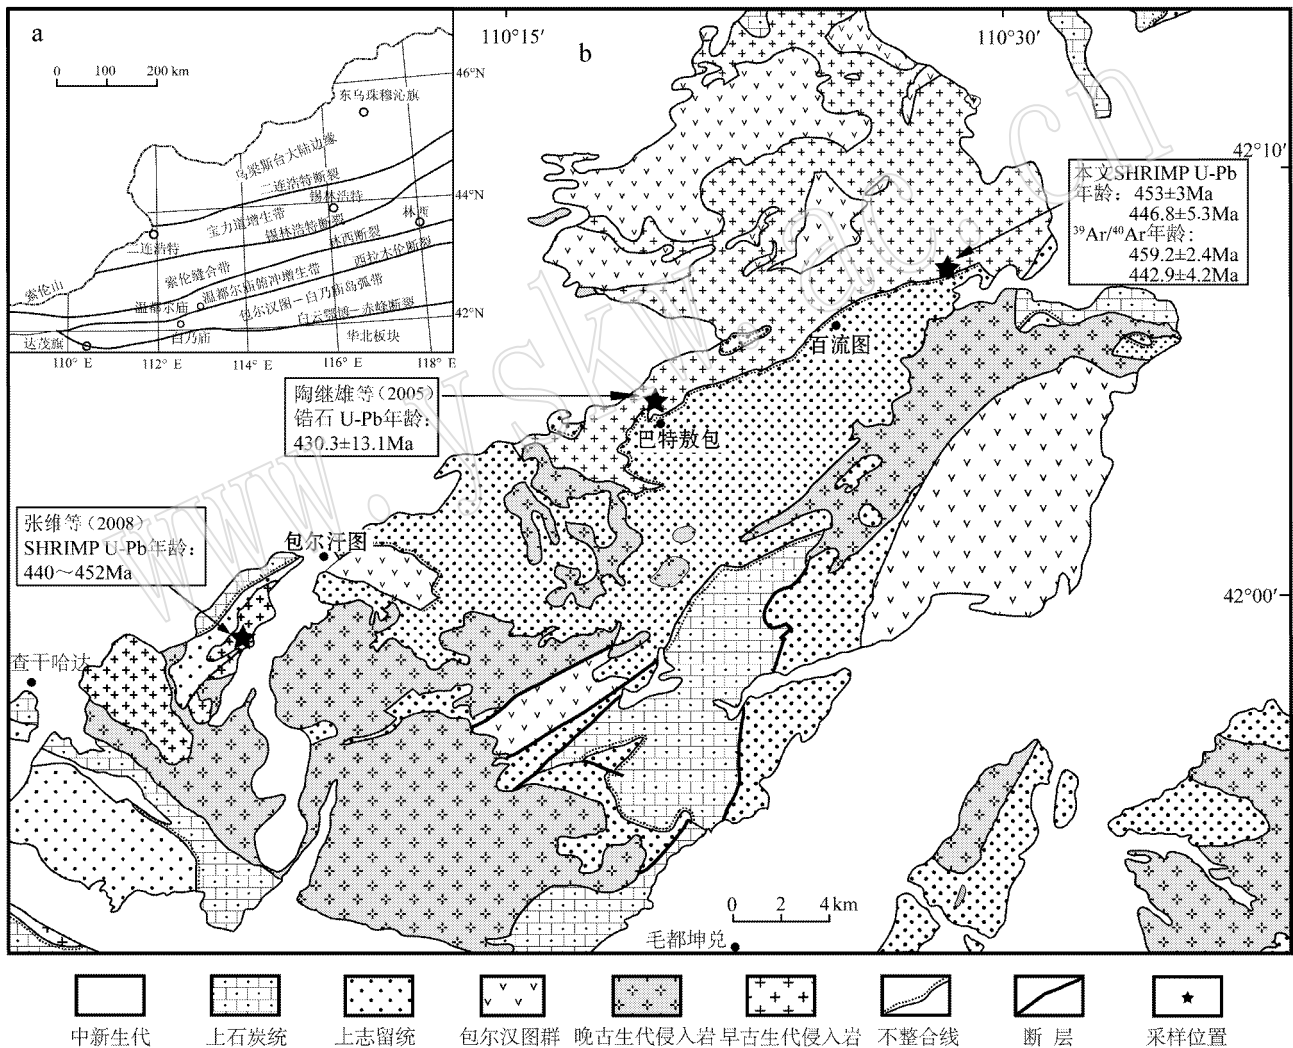 a
0 100 200 km
46°N
东乌珠穆沁旗
乌梁斯台大陆边缘
二连浩特断裂
44°N
锡林浩特
林西
宝力道增生带
锡林浩特断裂
二连浩特
林西断裂
索伦缝合带
西拉木伦断裂
索伦山
温都尔庙俯冲增生带
温都尔庙
包尔汉图－白乃庙岛弧带
42°N
白云鄂博－赤峰断裂
达茂旗
白乃庙
华北板块
110° E
112° E
114° E
116° E
118° E
110°15′
b
110°30′
42°10′
本文SHRIMP U-Pb
年龄： 453±3Ma
446.8±5.3Ma
³⁹Ar/⁴⁰Ar年龄：
459.2±2.4Ma
442.9±4.2Ma
百流图
陶继雄等（2005）
锆石 U-Pb年龄：
430.3±13.1Ma
巴特敖包
张维等（2008）
SHRIMP U-Pb年龄：
440～452Ma
包尔汗图
42°00′
查干哈达
0 2 4 km
毛都坤兑
www.yskw.ac.cn
中新生代
上石炭统
上志留统
包尔汉图群
晚古生代侵入岩
早古生代侵入岩
不整合线
断 层
采样位置